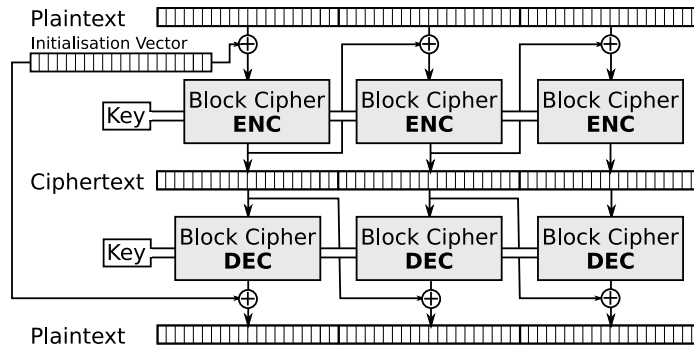 Plaintext
Initialisation Vector
Block Cipher
ENC
Block Cipher
ENC
Block Cipher
ENC
Key
Ciphertext
Block Cipher
DEC
Block Cipher
DEC
Block Cipher
DEC
Key
Plaintext